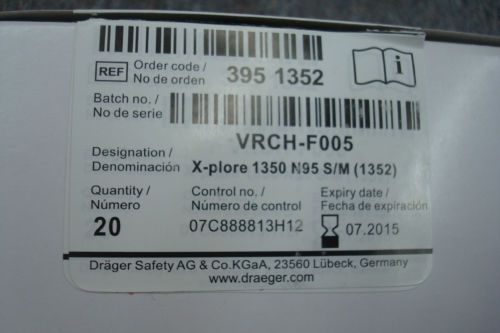 REF Order code / No de orden 395 1352
Batch no. / No de serie VRCH-F005
Designation / Denominación X-plore 1350 N95 S/M (1352)
Quantity / Número 20
Control no. / Número de control 07C888813H12
Expiry date / Fecha de expiración 07.2015
Dräger Safety AG & Co.KGaA, 23560 Lübeck, Germany
www.draeger.com